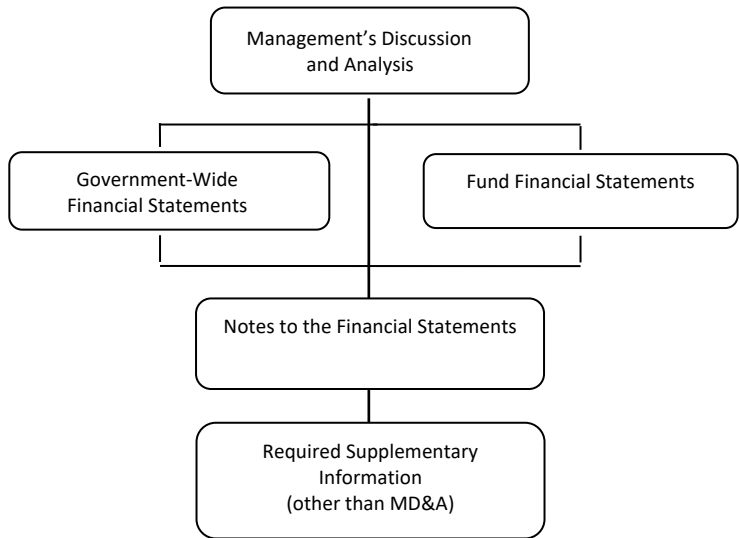 Management’s Discussion
and Analysis
Government-Wide
Financial Statements
Fund Financial Statements
Notes to the Financial Statements
Required Supplementary
Information
(other than MD&A)